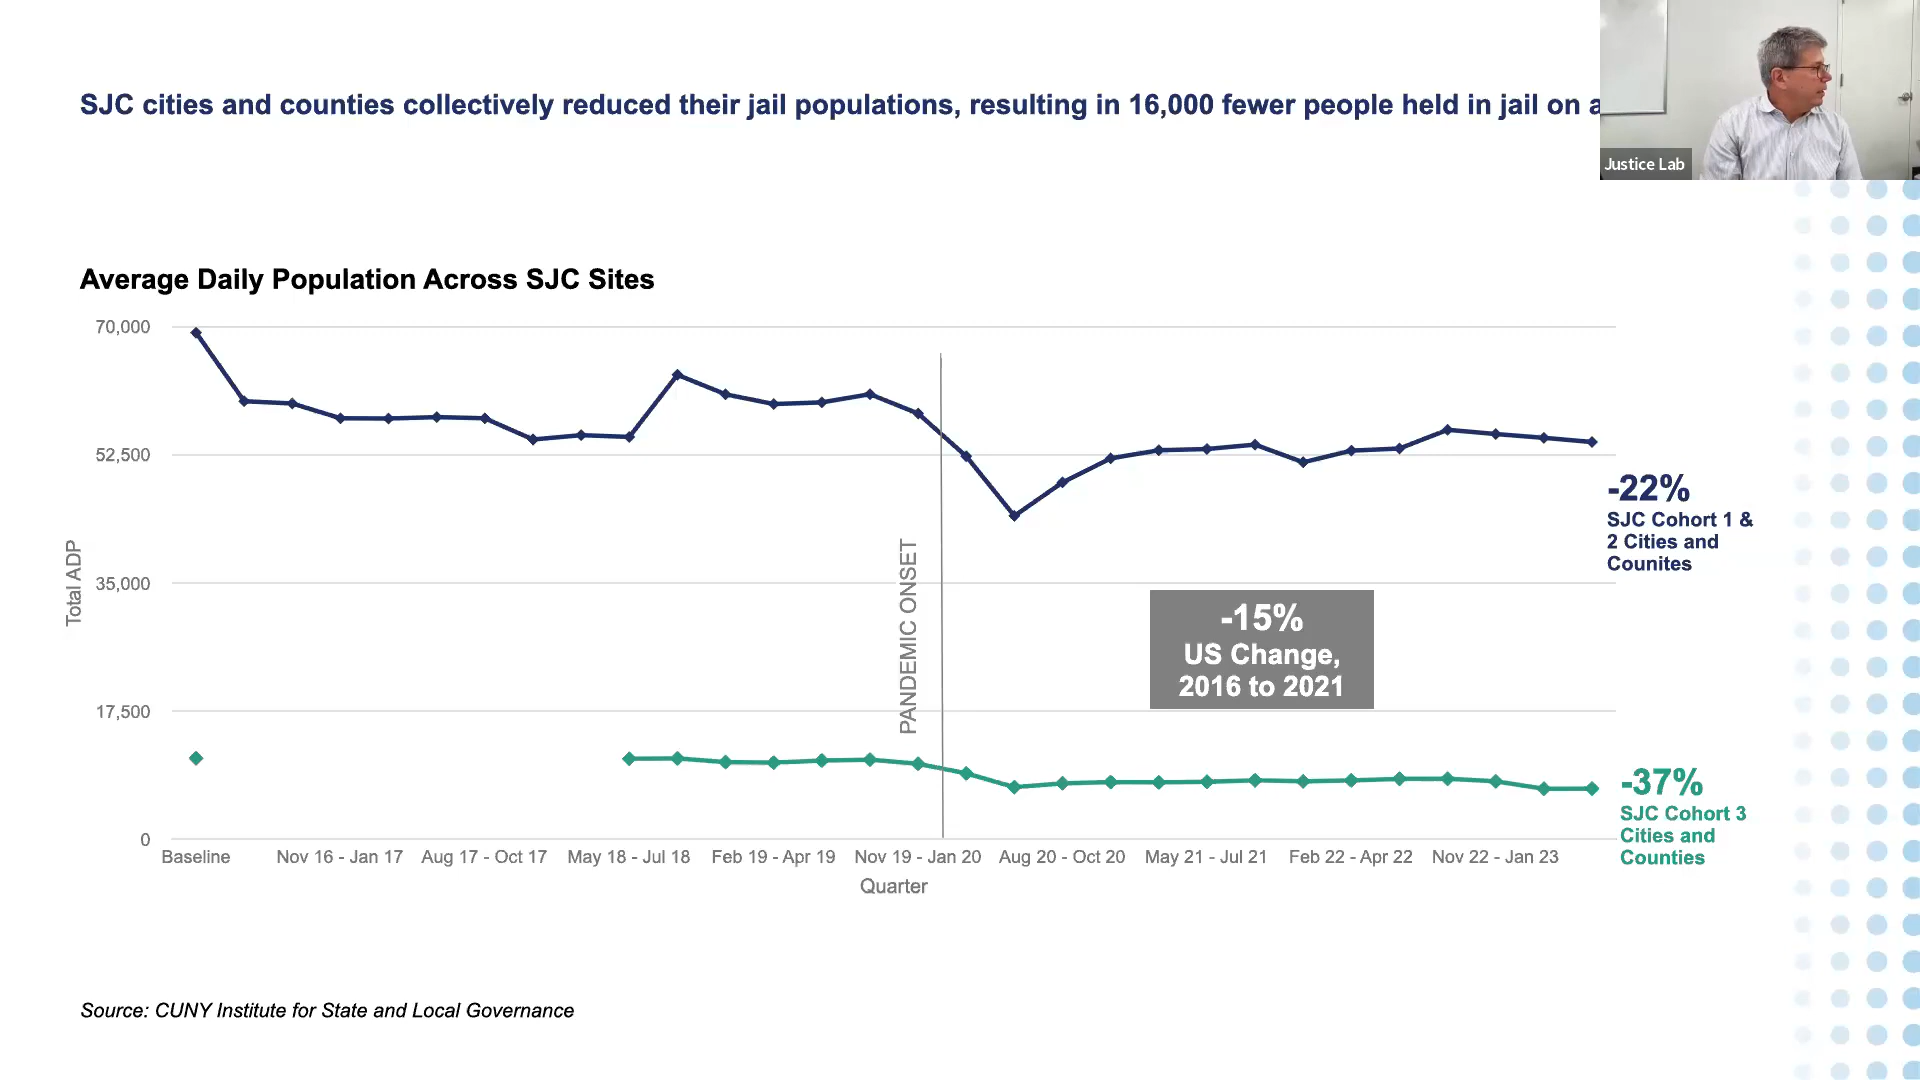 SJC cities and counties collectively reduced their jail populations, resulting in 16,000 fewer people held in jail on a
Justice Lab
Average Daily Population Across SJC Sites
70,000
52,500
35,000
17,500
0
Total ADP
PANDEMIC ONSET
-22%
SJC Cohort 1 &
2 Cities and
Counites
-15%
US Change,
2016 to 2021
-37%
SJC Cohort 3
Cities and
Counties
Baseline
Nov 16 - Jan 17
Aug 17 - Oct 17
May 18 - Jul 18
Feb 19 - Apr 19
Nov 19 - Jan 20
Aug 20 - Oct 20
May 21 - Jul 21
Feb 22 - Apr 22
Nov 22 - Jan 23
Quarter
Source: CUNY Institute for State and Local Governance